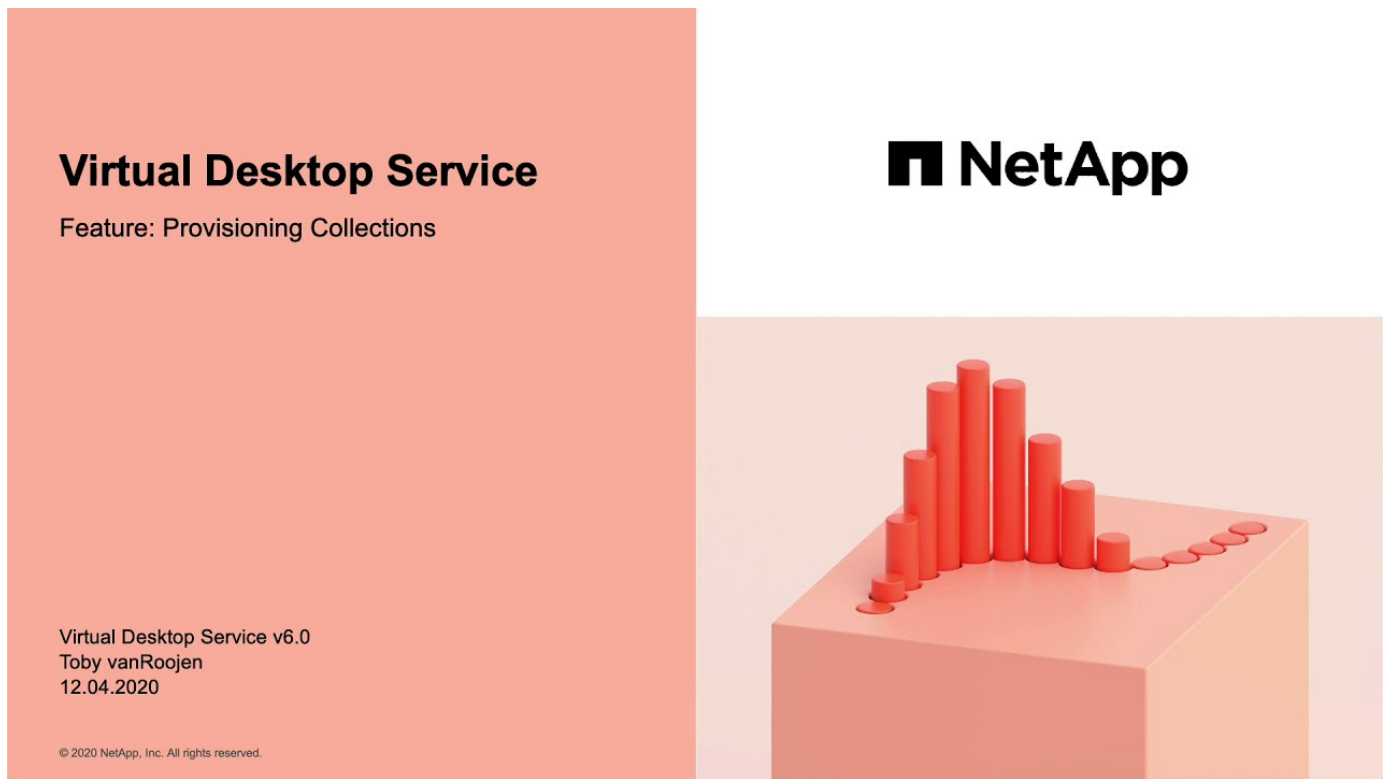 Virtual Desktop Service
Feature: Provisioning Collections
NetApp
Virtual Desktop Service v6.0
Toby vanRoojen
12.04.2020
© 2020 NetApp, Inc. All rights reserved.